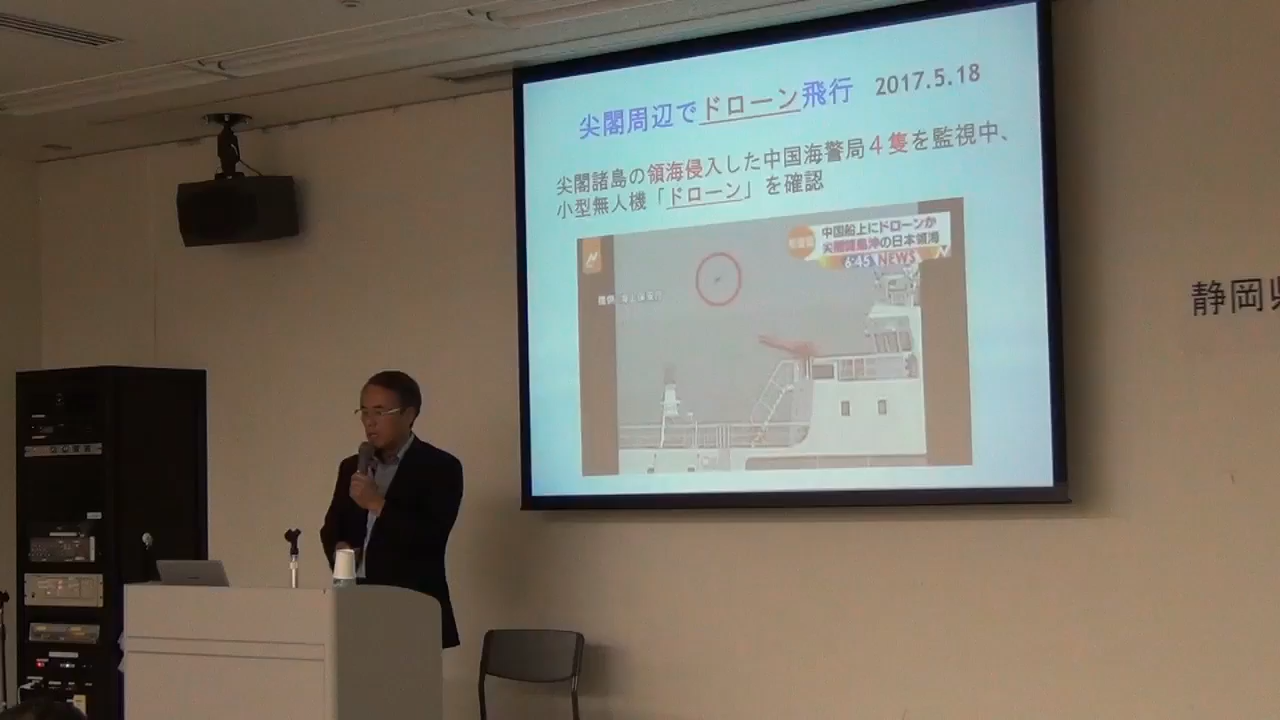 尖閣周辺でドローン飛行 2017.5.18
尖閣諸島の領海侵入した中国海警局４隻を監視中、
小型無人機「ドローン」を確認
中国船上にドローンか
尖閣諸島沖の日本領海
6:45 NEWS
静岡県